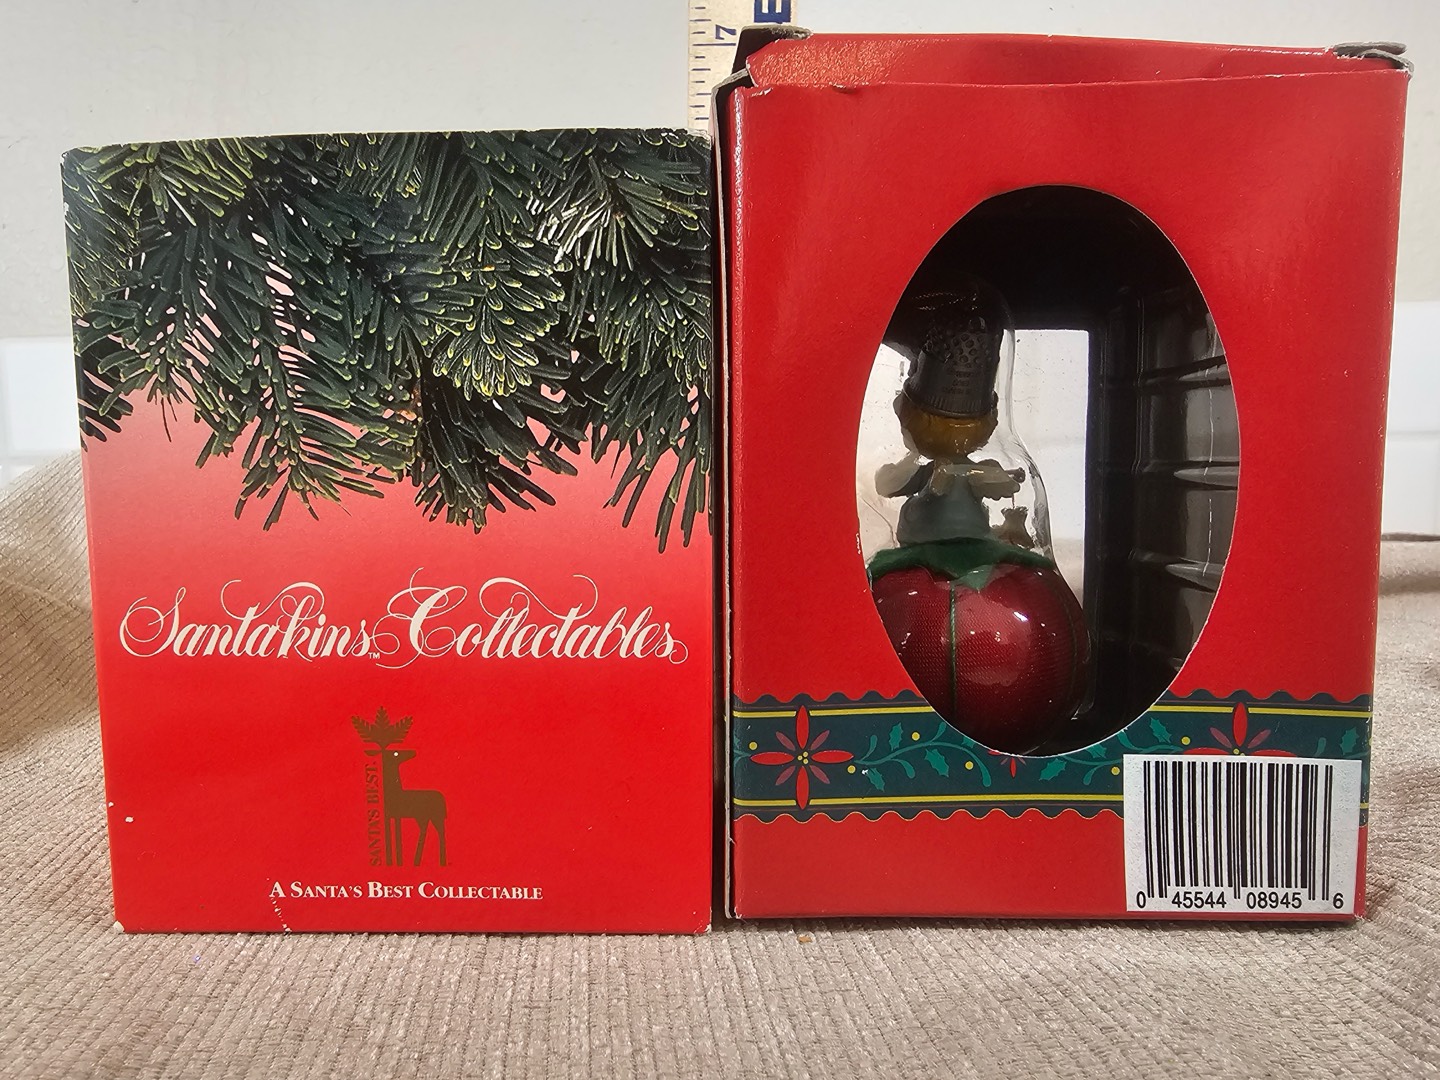 7
E
Santakins™ Collectables
SANTA'S BEST
A SANTA'S BEST COLLECTABLE
0 45544 08945 6